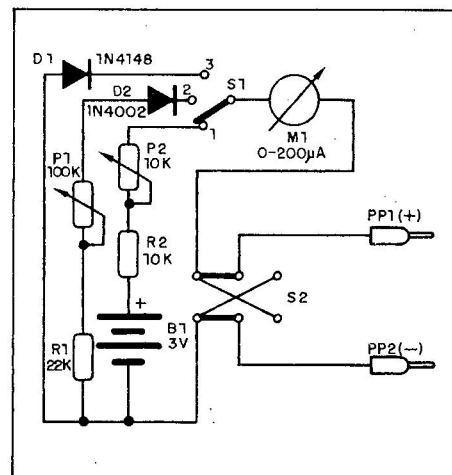 D1
1N4148
3
D2
2
S1
1N4002
1
M1
0-200µA
P1
100K
P2
10K
R2
10K
PP1(+)
S2
+
B1
3V
R1
22K
PP2(−)